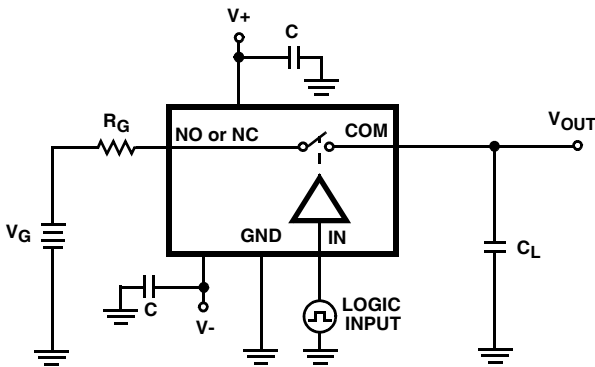 V+
C
RG
NO or NC
COM
VOUT
VG
GND
IN
CL
C
V-
LOGIC
INPUT